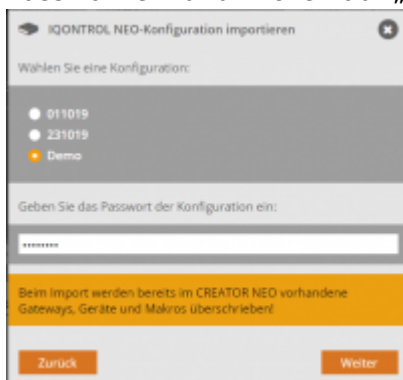 IQONTROL NEO-Konfiguration importieren
Wählen Sie eine Konfiguration:
011019
231019
Demo
Geben Sie das Passwort der Konfiguration ein:
••••••••
Beim Import werden bereits im CREATOR NEO vorhandene
Gateways, Geräte und Makros überschrieben!
Zurück Weiter